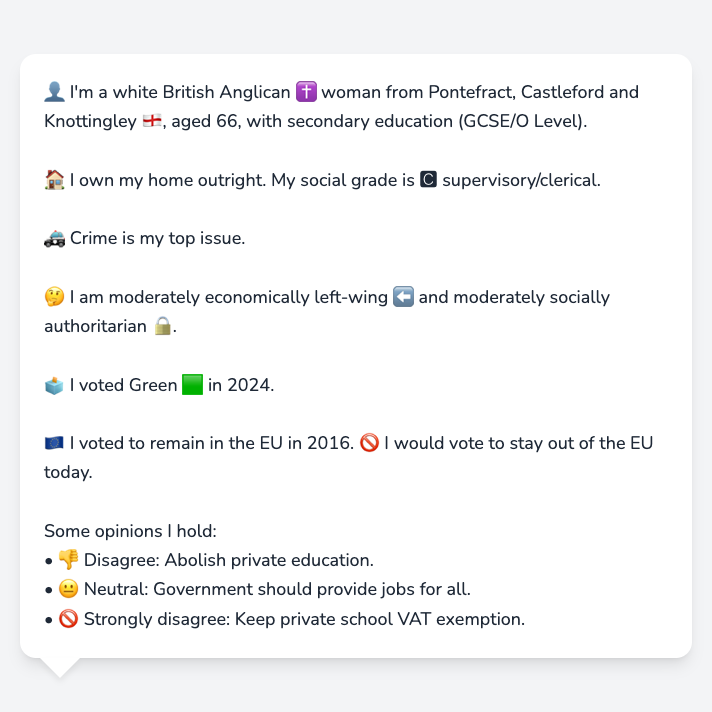 👤 I'm a white British Anglican ✝️ woman from Pontefract, Castleford and
Knottingley 🏴󠁧󠁢󠁥󠁮󠁧󠁿, aged 66, with secondary education (GCSE/O Level).
🏠 I own my home outright. My social grade is 🅲 supervisory/clerical.
🚓 Crime is my top issue.
🤔 I am moderately economically left-wing ⬅️ and moderately socially
authoritarian 🔒.
🗳️ I voted Green 🟩 in 2024.
🇪🇺 I voted to remain in the EU in 2016. 🚫 I would vote to stay out of the EU
today.
Some opinions I hold:
• 👎 Disagree: Abolish private education.
• 😐 Neutral: Government should provide jobs for all.
• 🚫 Strongly disagree: Keep private school VAT exemption.